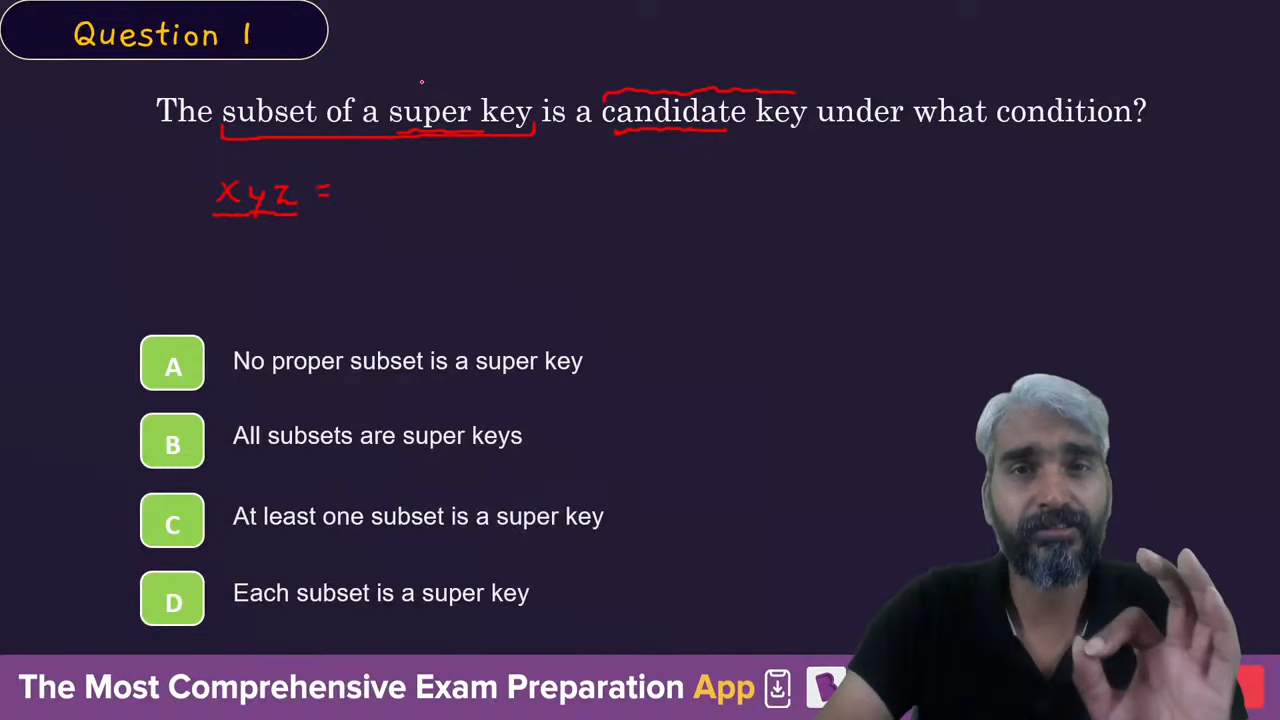 Question 1
The subset of a super key is a candidate key under what condition?
xyz =
A No proper subset is a super key
B All subsets are super keys
C At least one subset is a super key
D Each subset is a super key
The Most Comprehensive Exam Preparation App